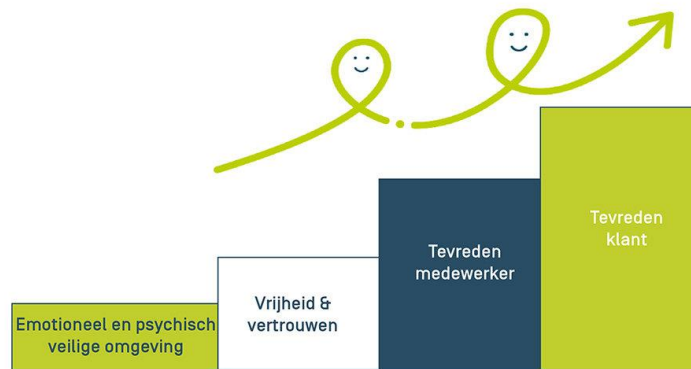 Emotioneel en psychisch
veilige omgeving
Vrijheid &
vertrouwen
Tevreden
medewerker
Tevreden
klant